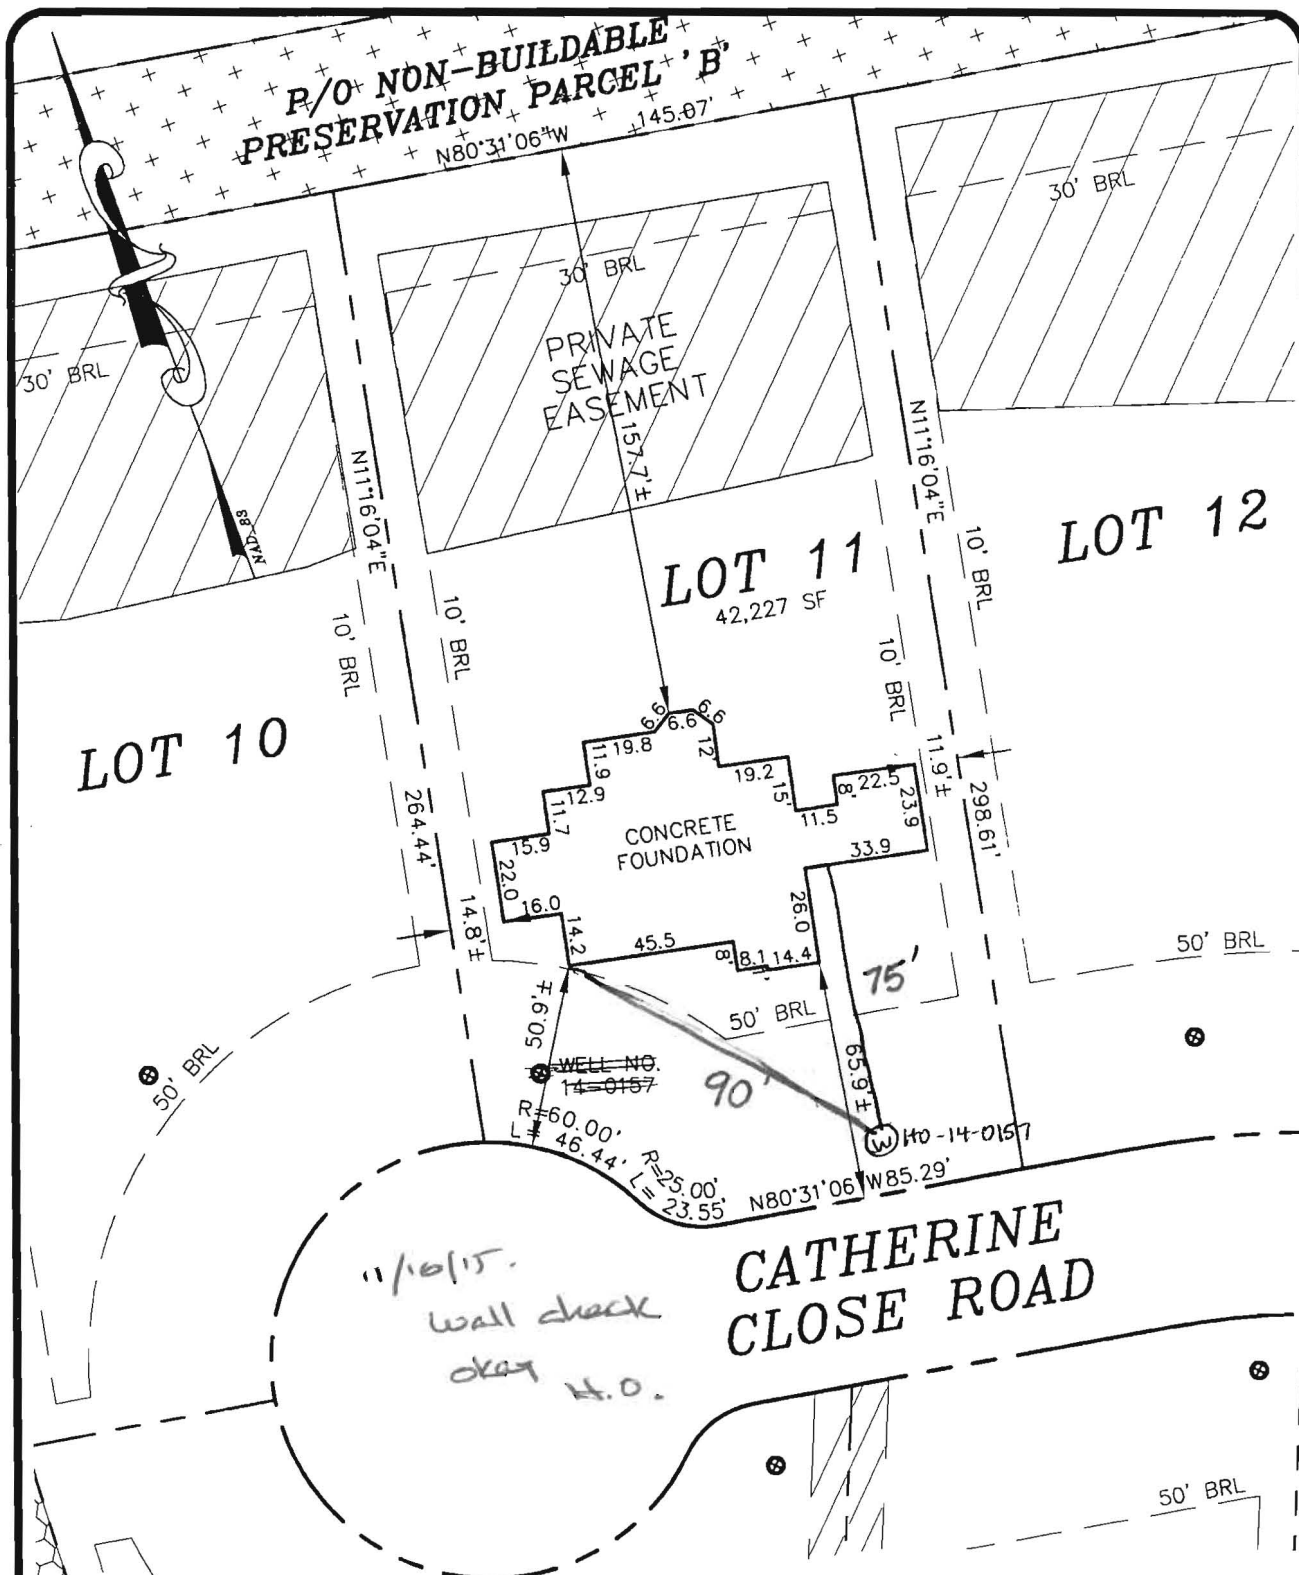 P/O NON-BUILDABLE
PRESERVATION PARCEL 'B'
N80°31'06"W 145.07'
30' BRL
30' BRL
30' BRL
PRIVATE
SEWAGE
EASEMENT
157.7'±
NAD 83
N11°16'04"E
N11°16'04"E
LOT 11
42,227 SF
LOT 12
LOT 10
10' BRL
10' BRL
10' BRL
10' BRL
264.44'
14.8'±
11.9'±
298.61'
6.6
6.6
6.6
19.8
12'
11.9
19.2
12.9
15'
11.5
8'
22.5
23.9
11.7
15.9
CONCRETE
FOUNDATION
33.9
22.0
16.0
14.2
45.5
8'
8.1
1'
14.4
26.0
75'
50' BRL
50' BRL
50' BRL
50.6'±
WELL NO.
14-0157
90'
65.9'±
W HO-14-0157
R=60.00'
L= 46.44'
R=25.00'
L= 23.55'
N80°31'06"W 85.29'
CATHERINE
CLOSE ROAD
11/10/15.
Wall check
okay H.O.
50' BRL